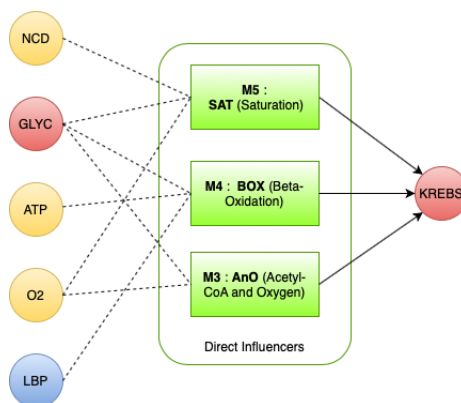 NCD
GLYC
ATP
O2
LBP
M5 :
SAT (Saturation)
M4 : BOX (Beta-
Oxidation)
M3 : AnO (Acetyl-
CoA and Oxygen)
Direct Influencers
KREBS